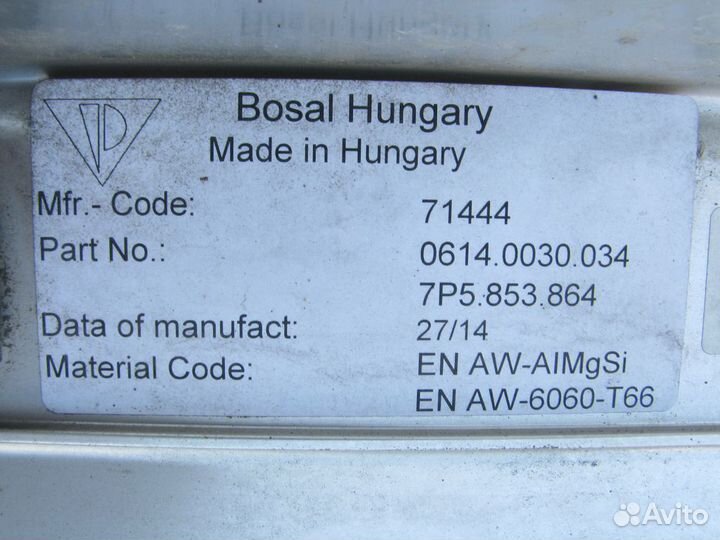 Bosal Hungary
Made in Hungary
Mfr.- Code: 71444
Part No.: 0614.0030.034
7P5.853.864
Data of manufact: 27/14
Material Code: EN AW-AlMgSi
EN AW-6060-T66
Avito